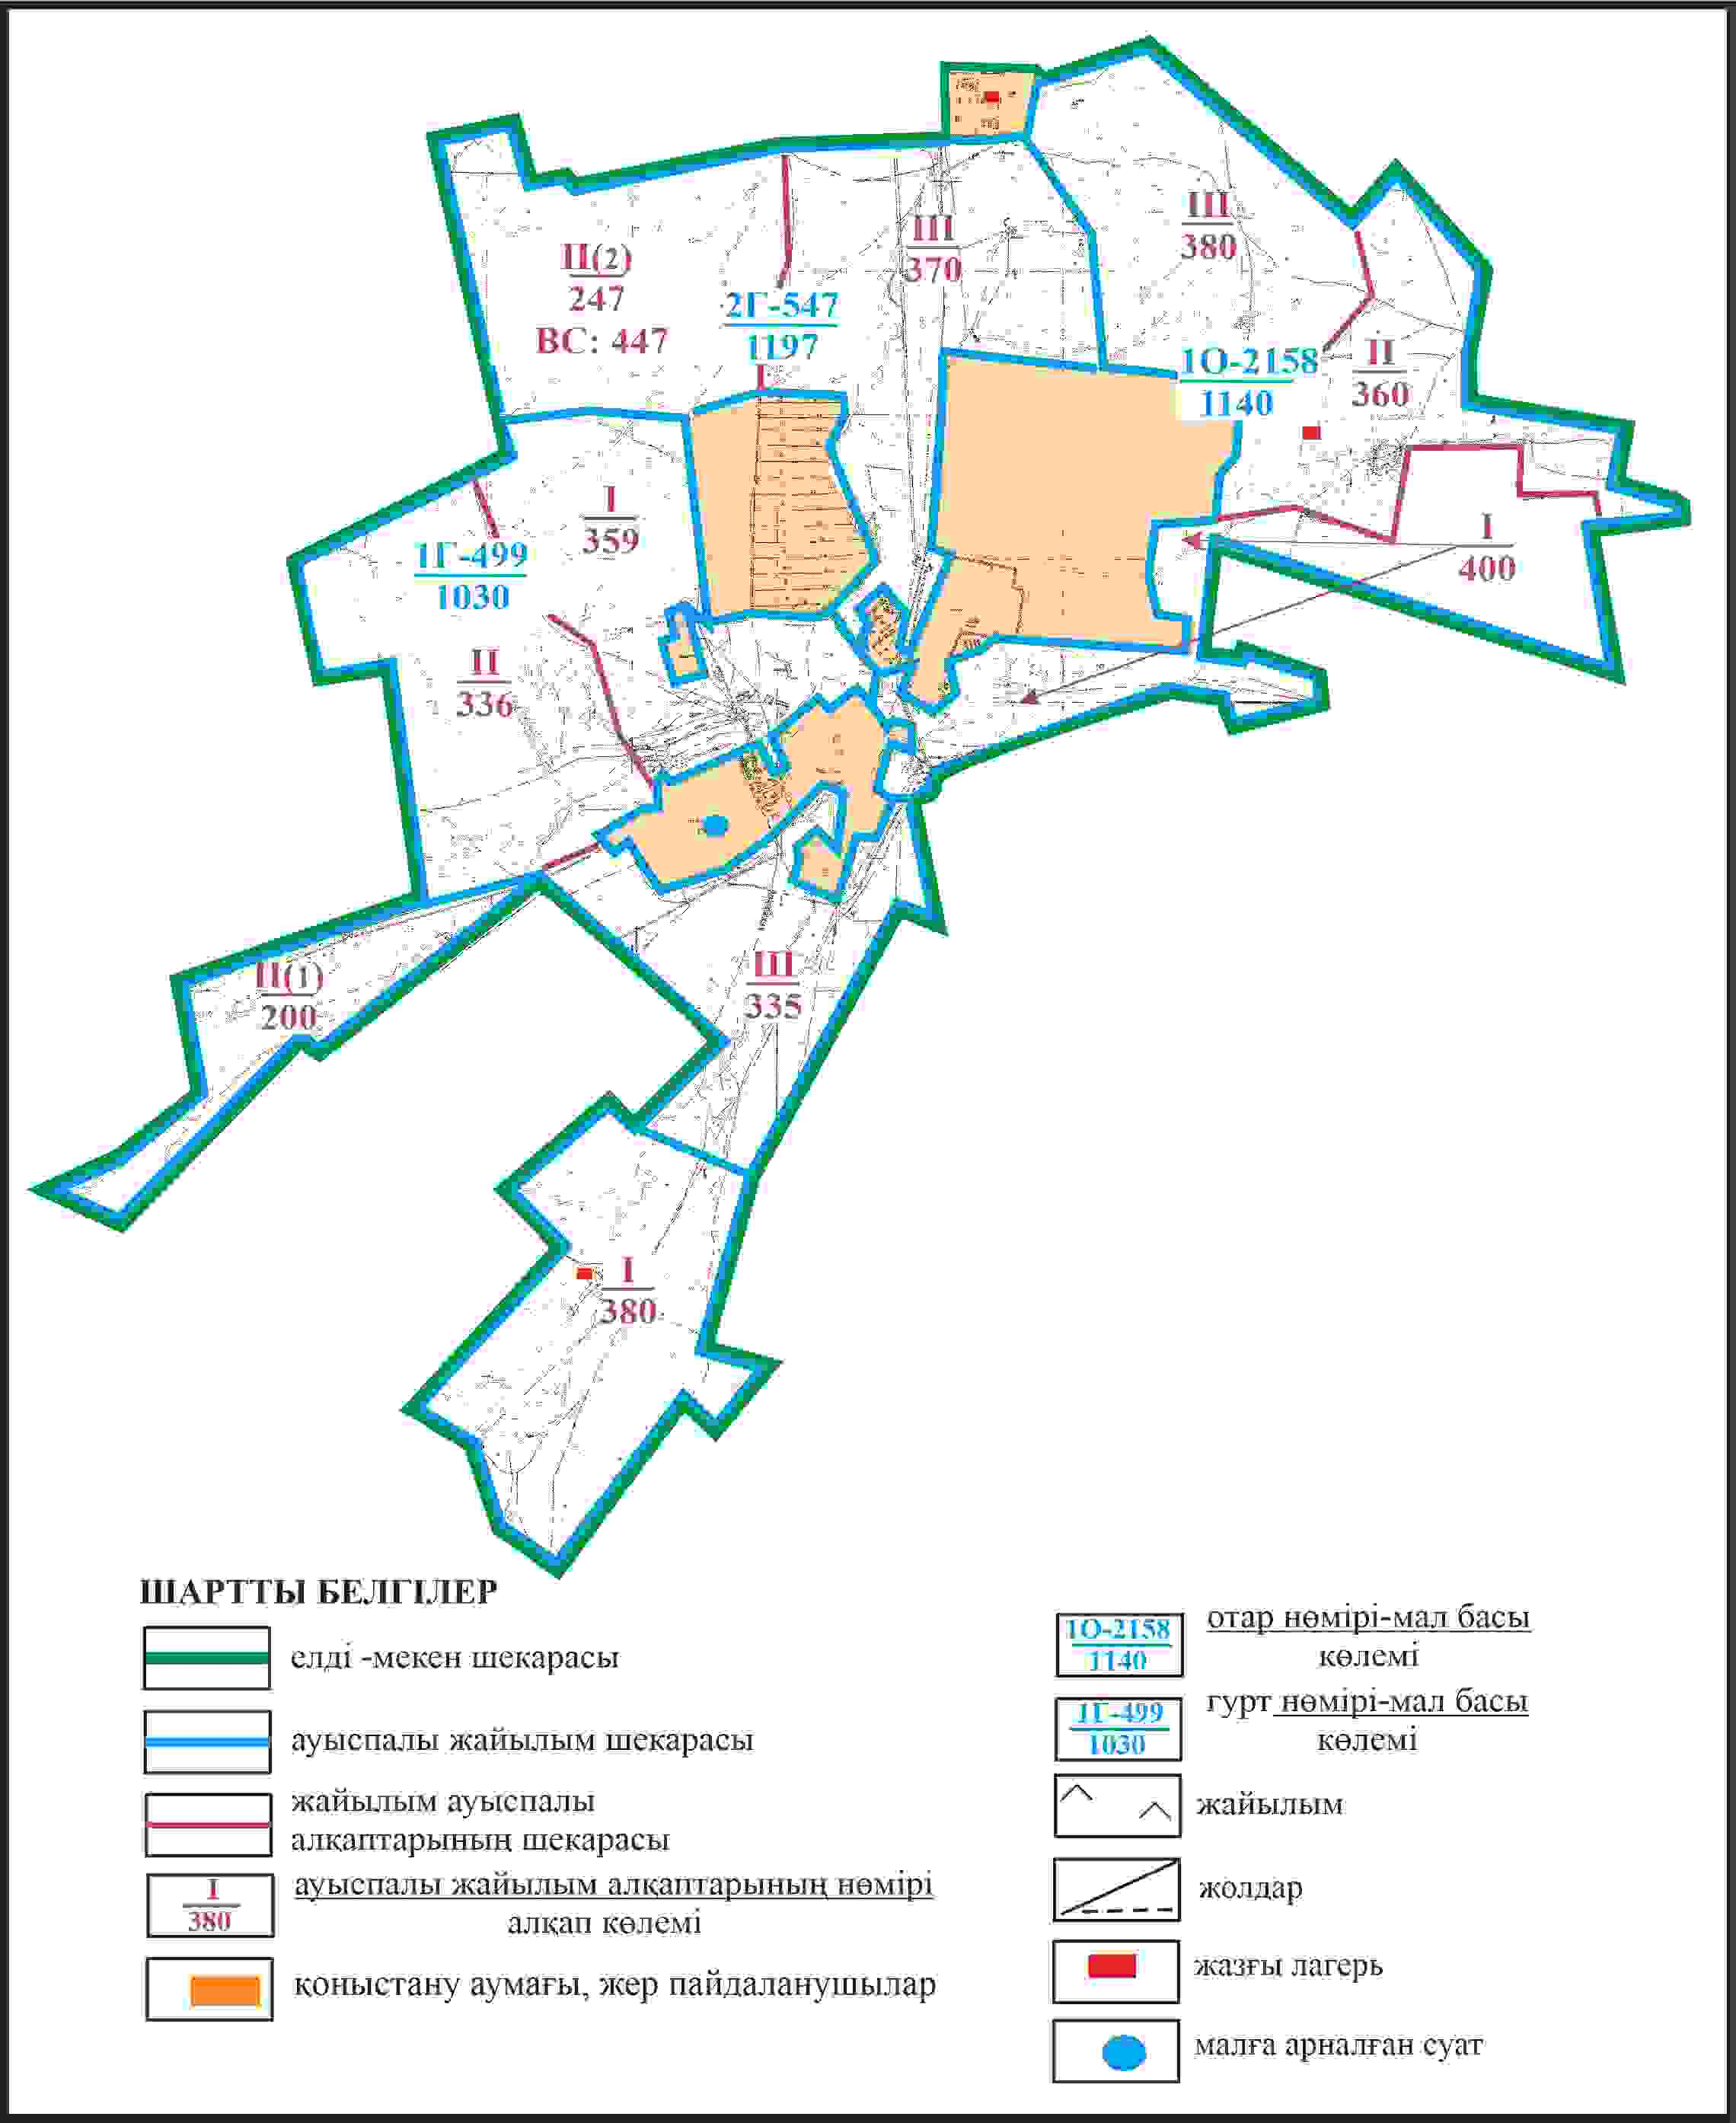 III
380
III
370
II(2)
247
ВС: 447
2Г-547
1197
1О-2158
1140
II
360
I
359
I
400
1Г-499
1030
II
336
II(1)
200
III
335
I
380
ШАРТТЫ БЕЛГІЛЕР
елді -мекен шекарасы
ауыспалы жайылым шекарасы
жайылым ауыспалы
алқаптарының шекарасы
I
380
ауыспалы жайылым алқаптарының нөмірі
алқап көлемі
қоныстану аумағы, жер пайдаланушылар
1О-2158
1140
отар нөмірі-мал басы
көлемі
1Г-499
1030
гурт нөмірі-мал басы
көлемі
жайылым
жолдар
жазғы лагерь
малға арналған суат